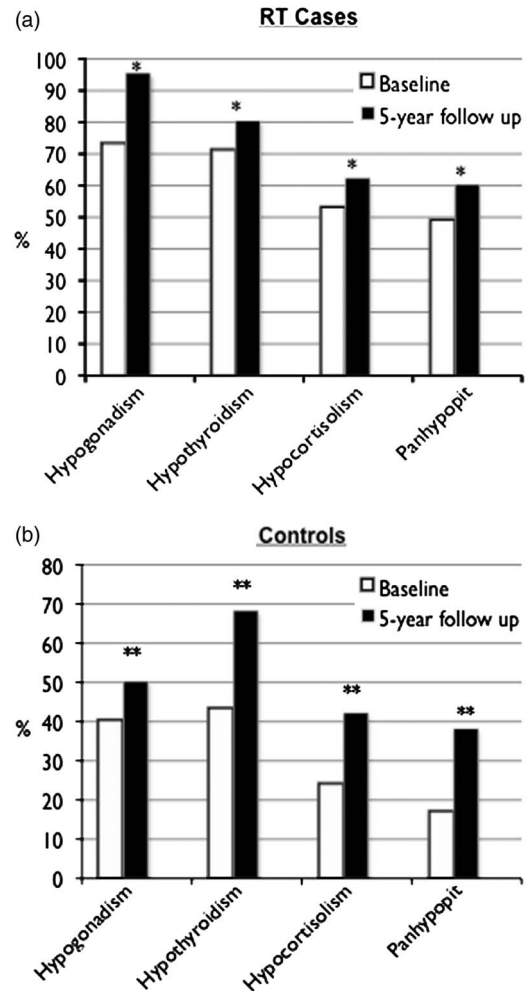 (a)
RT Cases
100
90
80
70
60
50
40
30
20
10
0
%
* * * *
Baseline
5-year follow up
Hypogonadism
Hypothyroidism
Hypocortisolism
Panhypopit
(b)
Controls
80
70
60
50
40
30
20
10
0
%
** ** ** **
Baseline
5-year follow up
Hypogonadism
Hypothyroidism
Hypocortisolism
Panhypopit